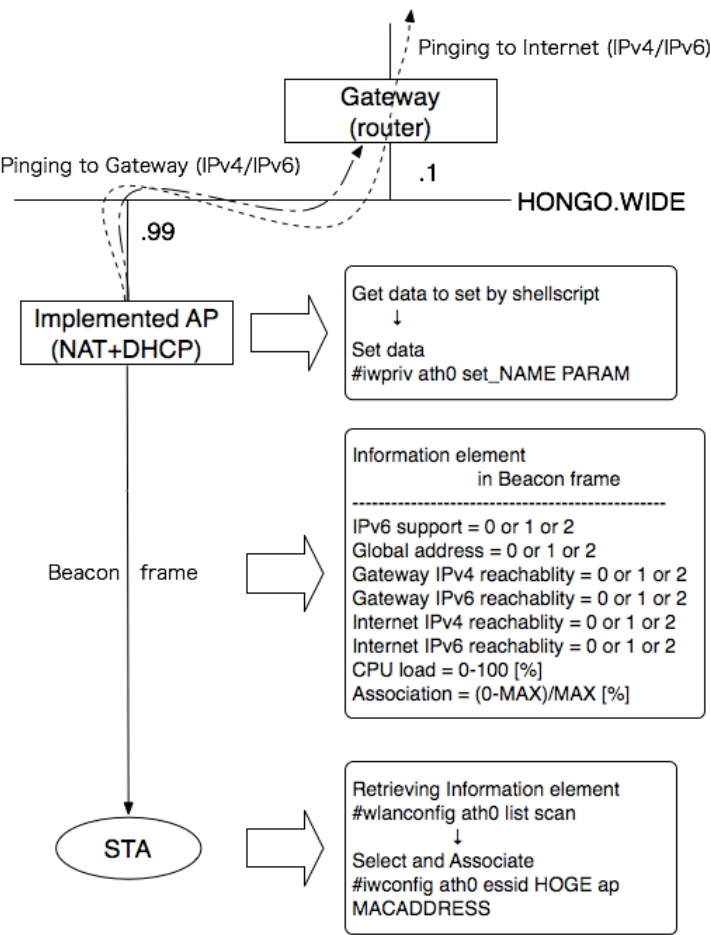 Pinging to Internet (IPv4/IPv6)
Gateway
(router)
Pinging to Gateway (IPv4/IPv6)
.1
HONGO.WIDE
.99
Implemented AP
(NAT+DHCP)
Get data to set by shellscript
↓
Set data
#iwpriv ath0 set_NAME PARAM
Information element
in Beacon frame
------------------------------------------------
IPv6 support = 0 or 1 or 2
Global address = 0 or 1 or 2
Gateway IPv4 reachablity = 0 or 1 or 2
Gateway IPv6 reachablity = 0 or 1 or 2
Internet IPv4 reachablity = 0 or 1 or 2
Internet IPv6 reachablity = 0 or 1 or 2
CPU load = 0-100 [%]
Association = (0-MAX)/MAX [%]
Beacon frame
Retrieving Information element
#wlanconfig ath0 list scan
↓
Select and Associate
#iwconfig ath0 essid HOGE ap
MACADDRESS
STA